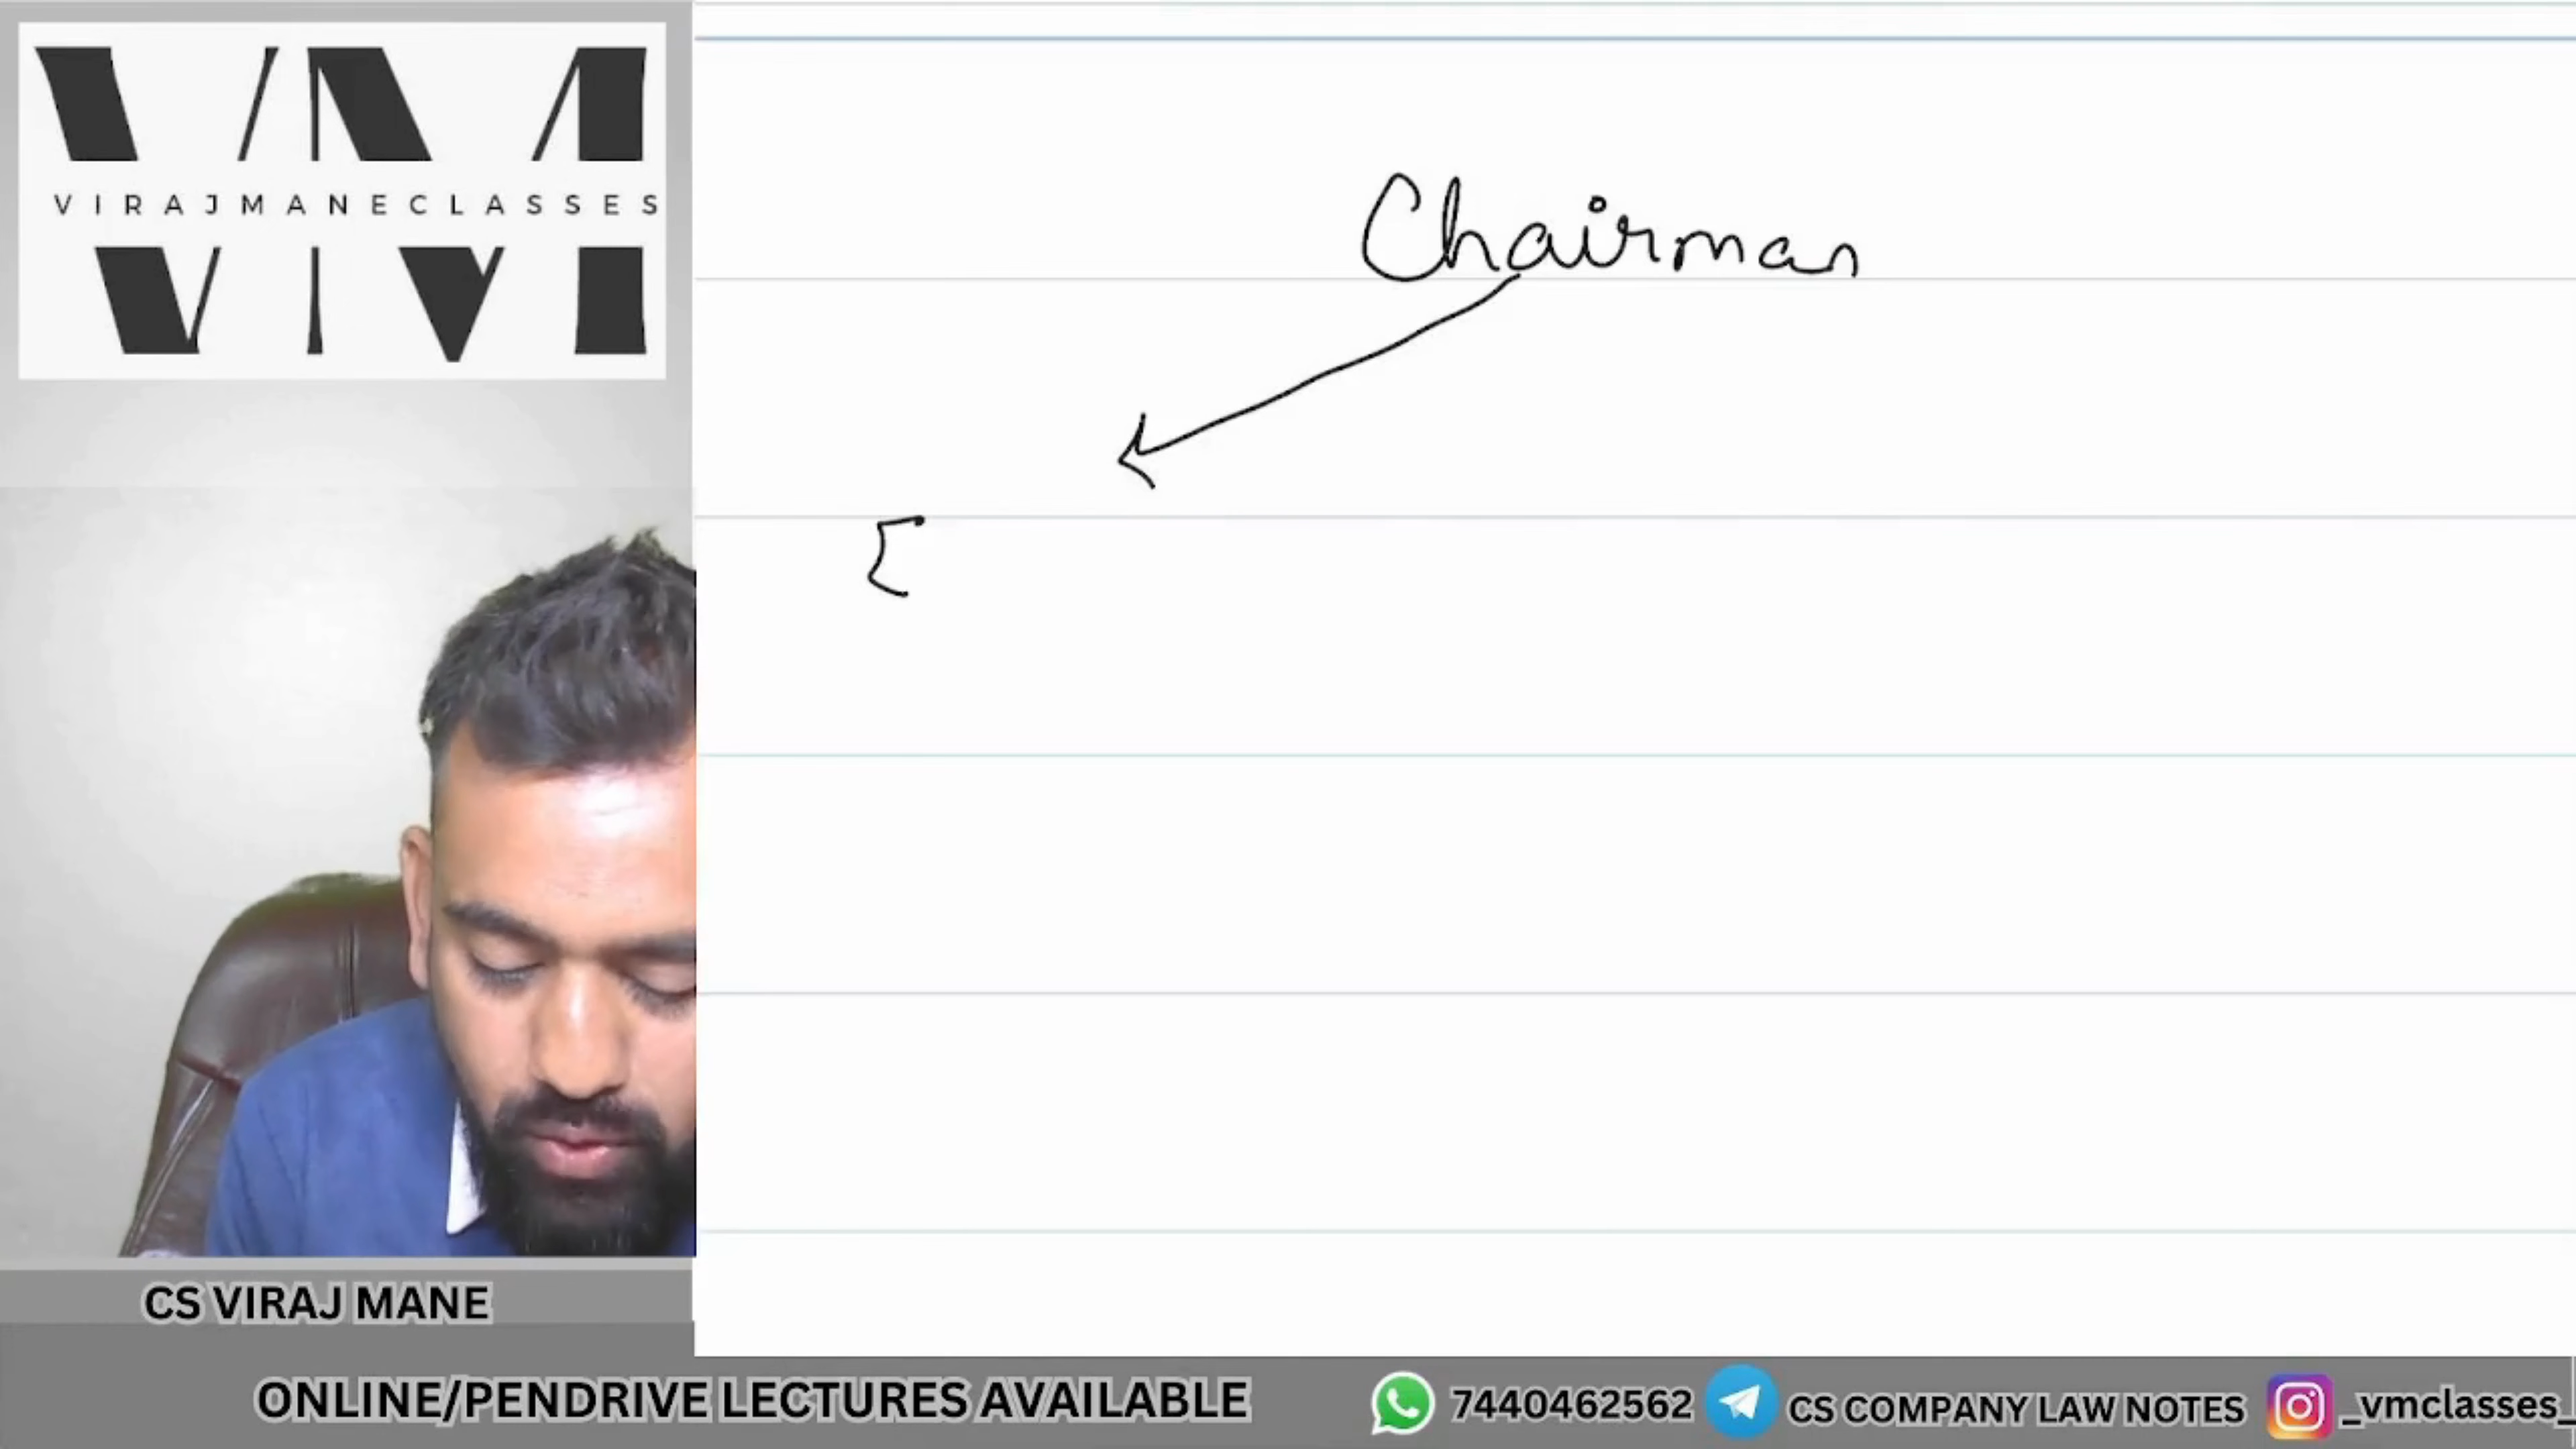 VIRAJMANECLASSES
Chairman
CS VIRAJ MANE
ONLINE/PENDRIVE LECTURES AVAILABLE
7440462562
CS COMPANY LAW NOTES
_vmclasses_